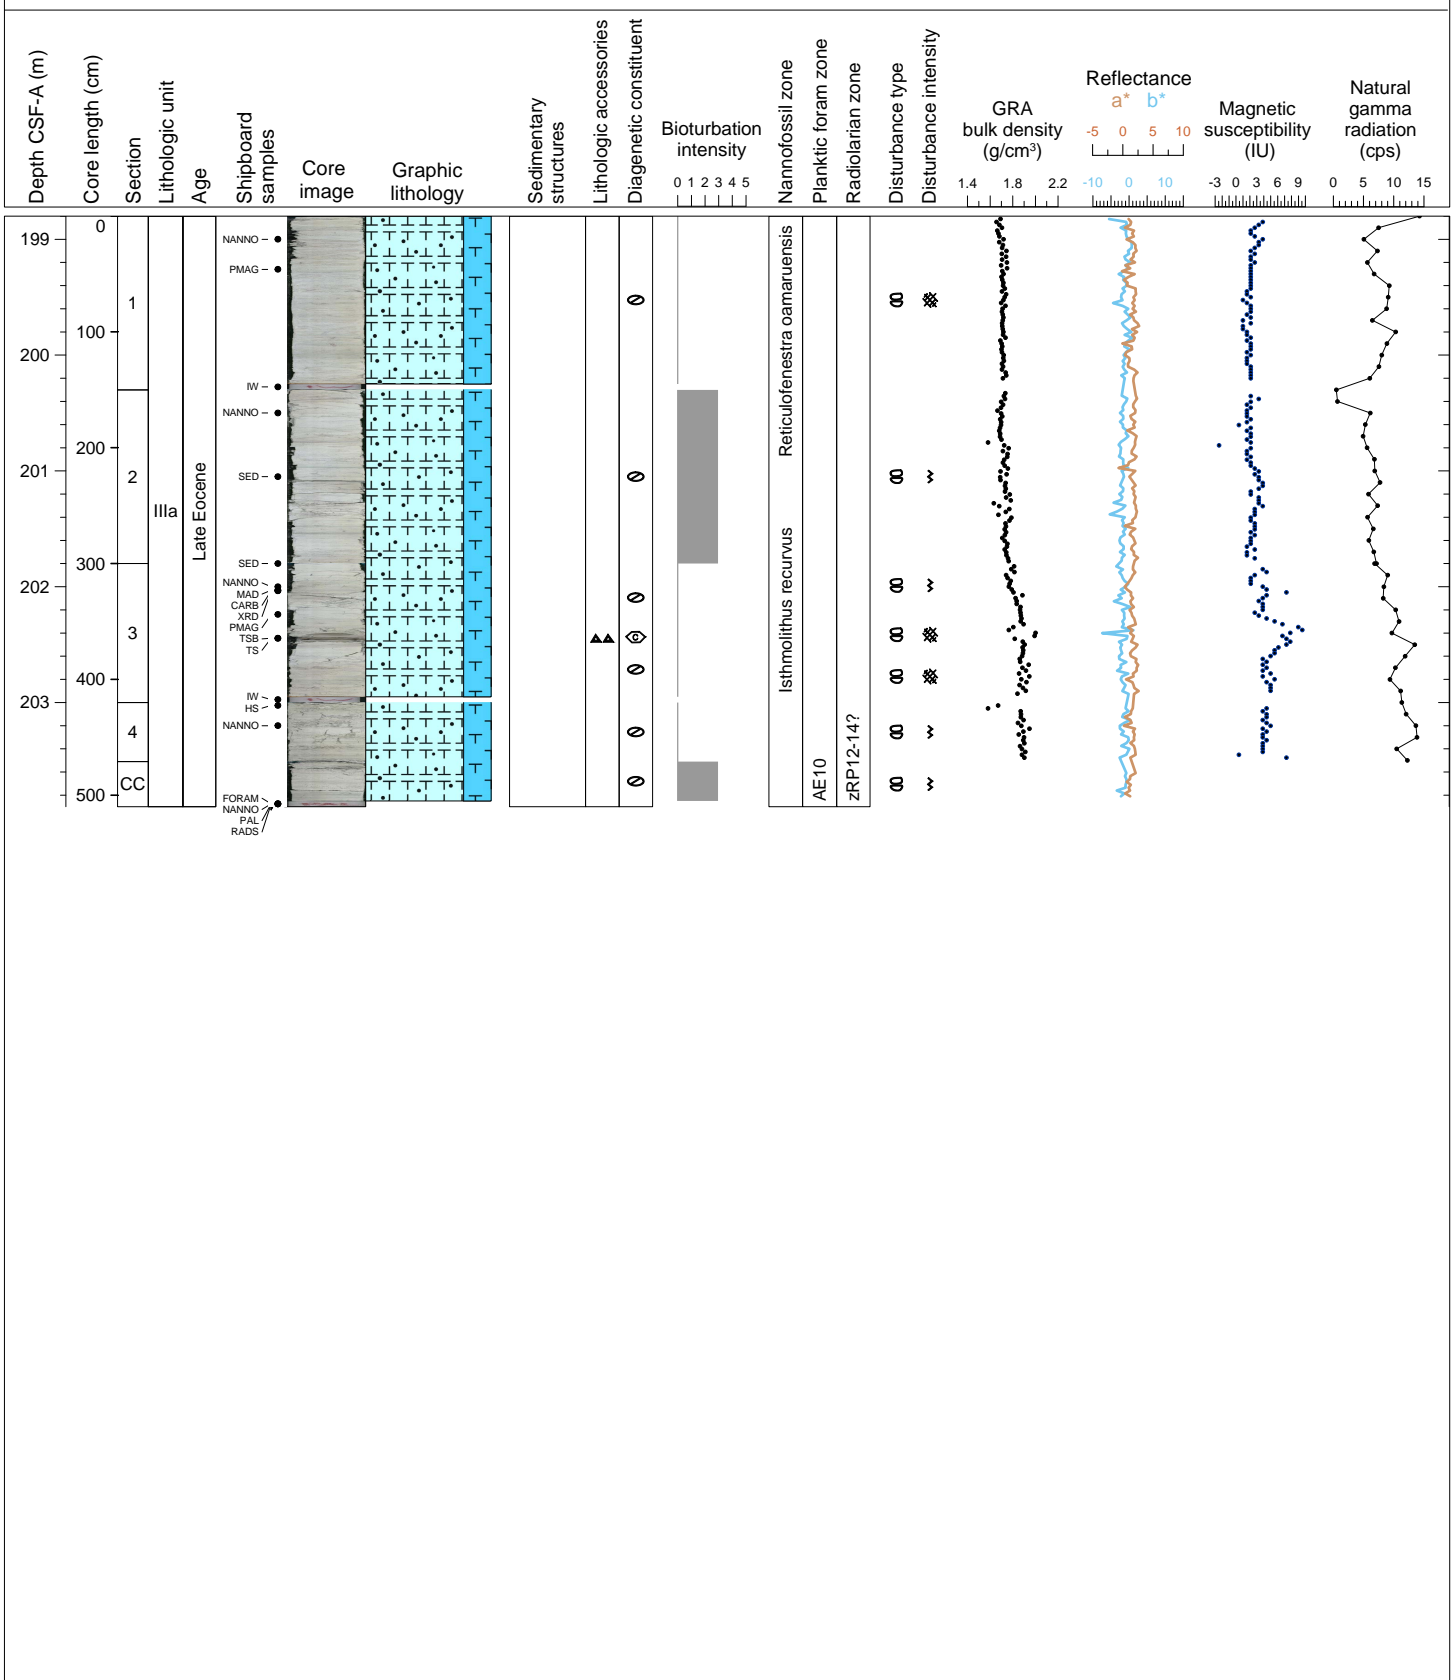 Depth CSF-A (m)
Core length (cm)
Section
Lithologic unit
Age
Shipboard
samples
Core
image
Graphic
lithology
Sedimentary
structures
Lithologic accessories
Diagenetic constituent
Bioturbation
intensity
0 1 2 3 4 5
Nannofossil zone
Planktic foram zone
Radiolarian zone
Disturbance type
Disturbance intensity
GRA
bulk density
(g/cm³)
1.4 1.8 2.2
Reflectance
a* b*
-5 0 5 10
-10 0 10
Magnetic
susceptibility
(IU)
-3 0 3 6 9
Natural
gamma
radiation
(cps)
0 5 10 15
199
200
201
202
203
0
100
200
300
400
500
1
2
3
4
CC
IIIa
Late Eocene
NANNO
PMAG
IW
NANNO
SED
SED
NANNO
MAD
CARB
XRD
PMAG
TSB
TS
IW
HS
NANNO
FORAM
NANNO
PAL
RADS
C
Reticulofenestra oamaruensis
Isthmolithus recurvus
AE10
zRP12-14?